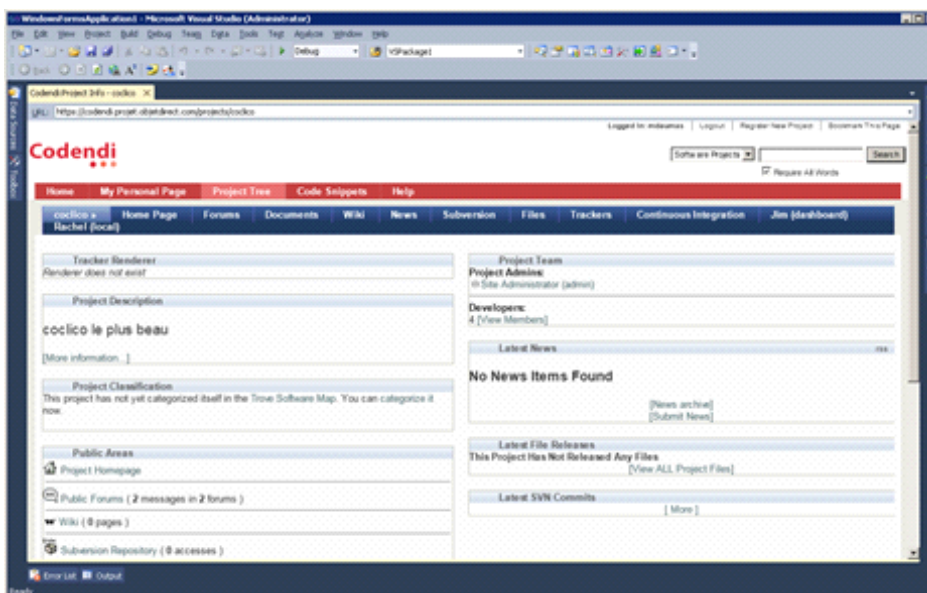 WindowsFormsApplication1 - Microsoft Visual Studio (Administrator)
File Edit View Project Build Debug Team Data Tools Test Analyze Window Help
Debug VSPackage1
Back
Codendi:Project Info - coclico
URL: https://codendi.projet.objetdirect.com/projects/coclico
Data Sources
Toolbox
Logged In: mdaumas | Logout | Register New Project | Bookmark This Page
Codendi
Software Projects Search
Require All Words
Home My Personal Page Project Tree Code Snippets Help
coclico » Home Page Forums Documents Wiki News Subversion Files Trackers Continuous Integration Jim (dashboard)
Rachel (local)
Tracker Renderer
Renderer does not exist
Project Description
coclico le plus beau
[More information...]
Project Classification
This project has not yet categorized itself in the Trove Software Map. You can categorize it
now.
Public Areas
Project Homepage
Public Forums ( 2 messages in 2 forums )
Wiki ( 0 pages )
Subversion Repository ( 0 accesses )
Project Team
Project Admins:
Site Administrator (admin)
Developers:
4 [View Members]
Latest News rss
No News Items Found
[News archive]
[Submit News]
Latest File Releases
This Project Has Not Released Any Files
[View ALL Project Files]
Latest SVN Commits
[ More ]
Error List Output
Ready